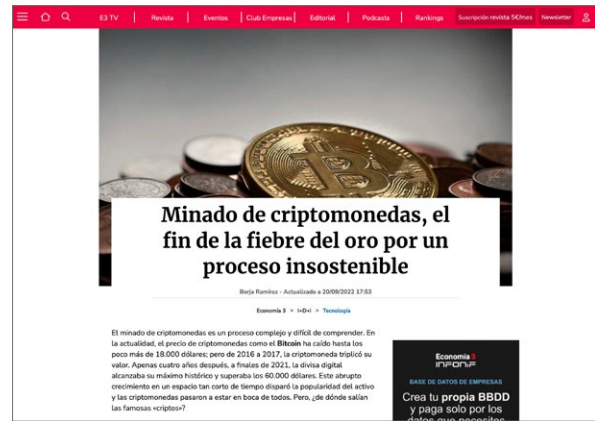 E3 TV | Revista | Eventos | Club Empresas | Editorial | Podcasts | Rankings Suscripción revista 5€/mes Newsletter
Minado de criptomonedas, el
fin de la fiebre del oro por un
proceso insostenible
Borja Ramírez - Actualizado a 20/09/2022 17:53
Economía 3 > I+D+i > Tecnología
El minado de criptomonedas es un proceso complejo y difícil de comprender. En
la actualidad, el precio de criptomonedas como el Bitcoin ha caído hasta los
poco más de 18.000 dólares; pero de 2016 a 2017, la criptomoneda triplicó su
valor. Apenas cuatro años después, a finales de 2021, la divisa digital
alcanzaba su máximo histórico y superaba los 60.000 dólares. Este abrupto
crecimiento en un espacio tan corto de tiempo disparó la popularidad del activo
y las criptomonedas pasaron a estar en boca de todos. Pero, ¿de dónde salían
las famosas «criptos»?
Economía3
INFONIF
BASE DE DATOS DE EMPRESAS
Crea tu propia BBDD
y paga solo por los
datos que necesites